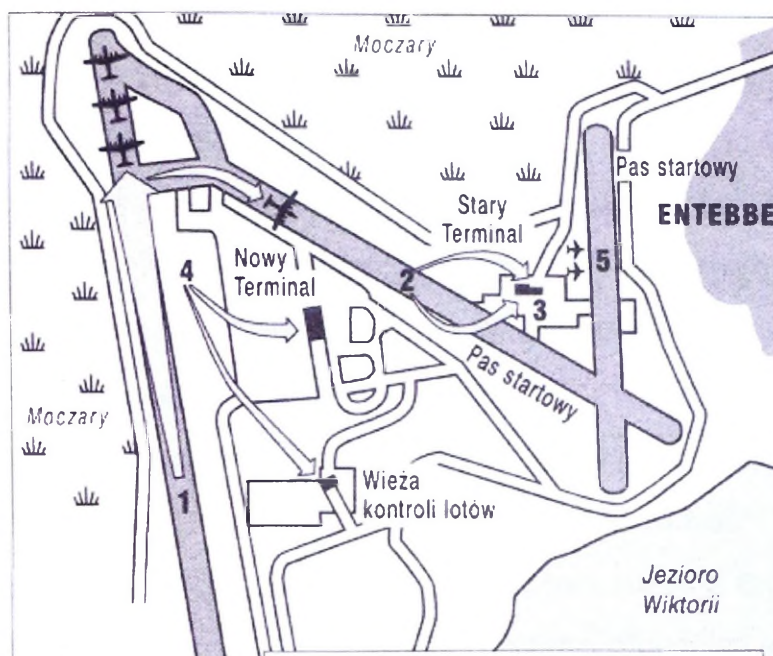 Moczary
Pas startowy
ENTEBBE
Stary
Terminal
4
Nowy
Terminal
2
5
3
Pas startowy
Moczary
1
Wieża
kontroli lotów
Jezioro
Wiktorii